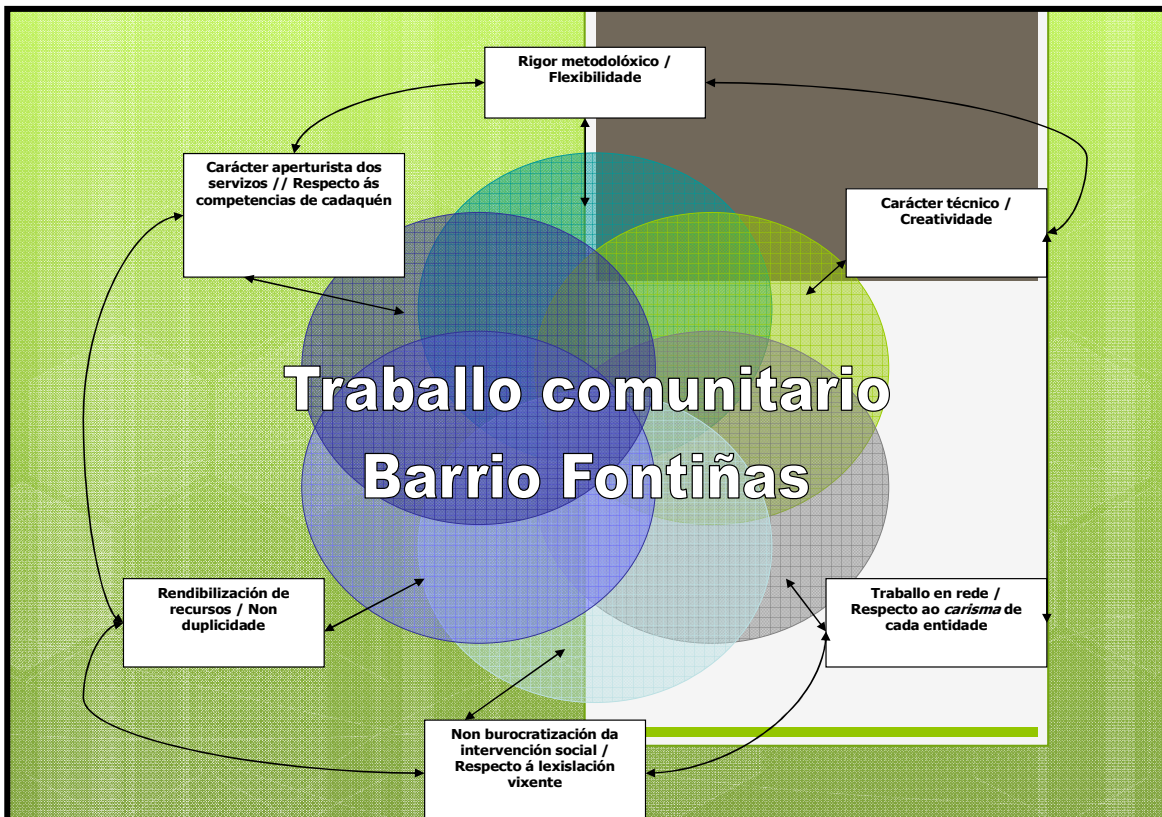 Rigor metodolóxico /
Flexibilidade
Carácter aperturista dos
servizos // Respecto ás
competencias de cadaquén
Carácter técnico /
Creatividade
Traballo comunitario
Barrio Fontiñas
Rendibilización de
recursos / Non
duplicidade
Traballo en rede /
Respecto ao carisma de
cada entidade
Non burocratización da
intervención social /
Respecto á lexislación
vixente